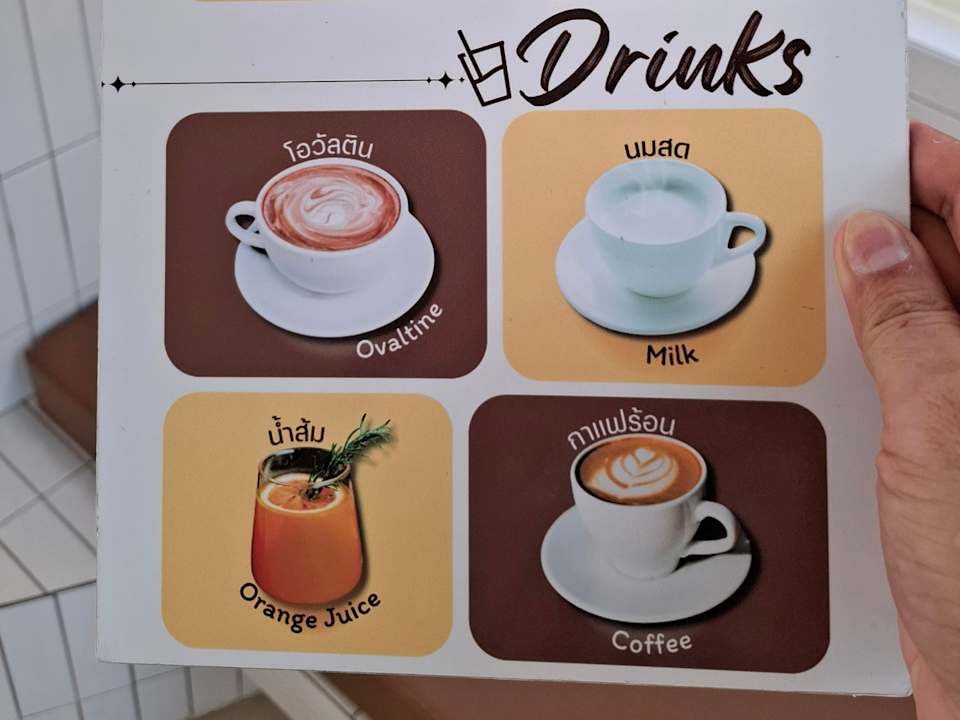 Drinks
โอวัลติน
Ovaltine
นมสด
Milk
น้ำส้ม
Orange Juice
กาแฟร้อน
Coffee